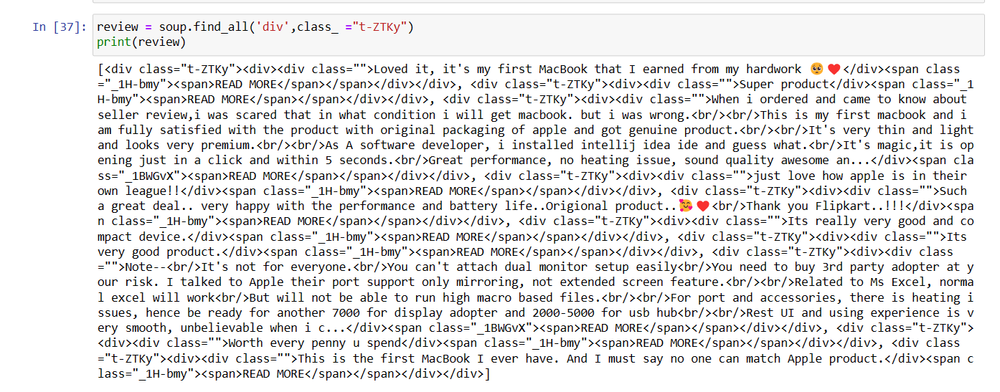 In [37]: review = soup.find_all('div',class_ ="t-ZTKy")
print(review)
[<div class="t-ZTKy"><div><div class="">Loved it, it's my first MacBook that I earned from my hardwork 🥺❤️</div><span class
="_1H-bmy"><span>READ MORE</span></span></div></div>, <div class="t-ZTKy"><div><div class="">Super product</div><span class="_1
H-bmy"><span>READ MORE</span></span></div></div>, <div class="t-ZTKy"><div><div class="">When i ordered and came to know about
seller review,i was scared that in what condition i will get macbook. but i was wrong.<br/><br/>This is my first macbook and i
am fully satisfied with the product with original packaging of apple and got genuine product.<br/><br/>It's very thin and light
and looks very premium.<br/><br/>As A software developer, i installed intellij idea ide and guess what.<br/>It's magic,it is op
ening just in a click and within 5 seconds.<br/>Great performance, no heating issue, sound quality awesome an...</div><span cla
ss="_1BWGvX"><span>READ MORE</span></span></div></div>, <div class="t-ZTKy"><div><div class="">just love how apple is in their
own league!!</div><span class="_1H-bmy"><span>READ MORE</span></span></div></div>, <div class="t-ZTKy"><div><div class="">Such
a great deal.. very happy with the performance and battery life..Origional product..🥰❤️<br/>Thank you Flipkart..!!!</div><spa
n class="_1H-bmy"><span>READ MORE</span></span></div></div>, <div class="t-ZTKy"><div><div class="">Its really very good and co
mpact device.</div><span class="_1H-bmy"><span>READ MORE</span></span></div></div>, <div class="t-ZTKy"><div><div class="">Its
very good product.</div><span class="_1H-bmy"><span>READ MORE</span></span></div></div>, <div class="t-ZTKy"><div><div class
="">Note--<br/>It's not for everyone.<br/>You can't attach dual monitor setup easily<br/>You need to buy 3rd party adopter at y
our risk. I talked to Apple their port support only mirroring, not extended screen feature.<br/><br/>Related to Ms Excel, norma
l excel will work<br/>But will not be able to run high macro based files.<br/><br/>For port and accessories, there is heating i
ssues, hence be ready for another 7000 for display adopter and 2000-5000 for usb hub<br/><br/>Rest UI and using experience is v
ery smooth, unbelievable when i c...</div><span class="_1BWGvX"><span>READ MORE</span></span></div></div>, <div class="t-ZTKy">
<div><div class="">Worth every penny u spend</div><span class="_1H-bmy"><span>READ MORE</span></span></div></div>, <div class
="t-ZTKy"><div><div class="">This is the first MacBook I ever have. And I must say no one can match Apple product.</div><span c
lass="_1H-bmy"><span>READ MORE</span></span></div></div>]